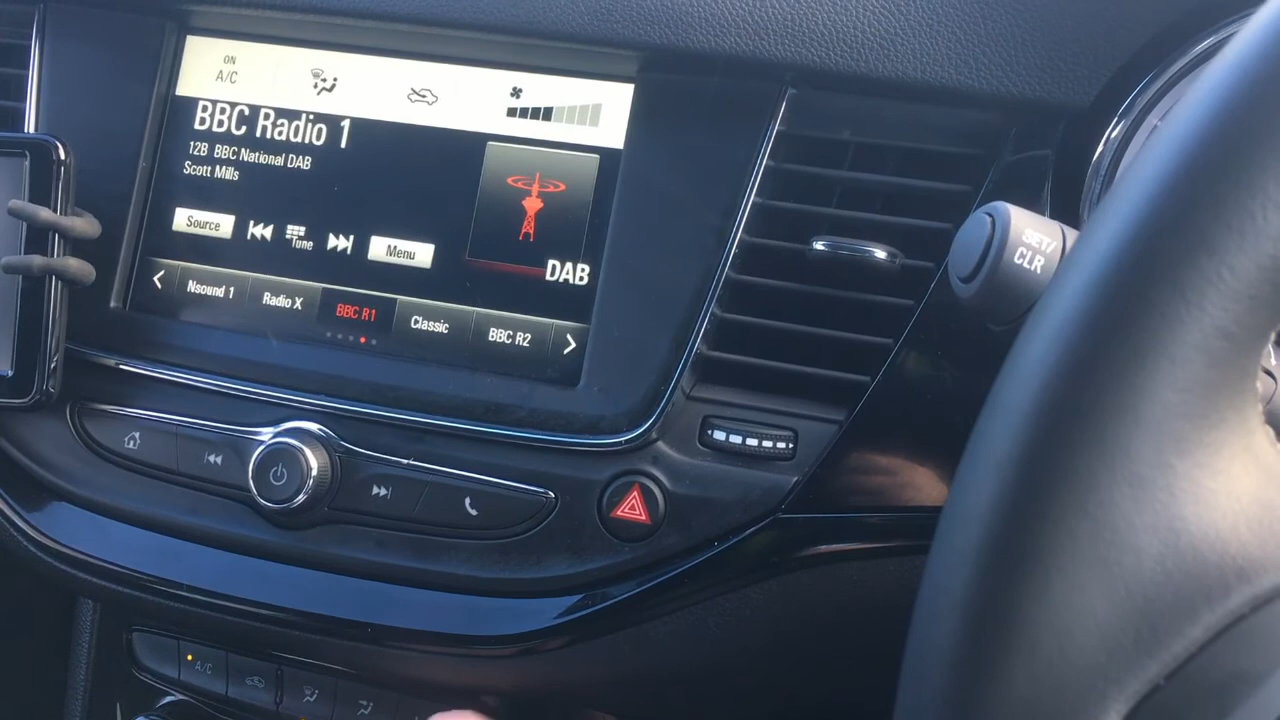 ON
A/C
BBC Radio 1
12B BBC National DAB
Scott Mills
Source
Tune
Menu
DAB
Nsound 1
Radio X
BBC R1
Classic
BBC R2
SET/
CLR
A/C